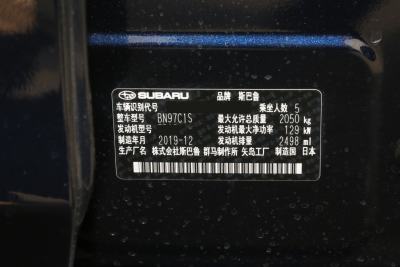 SUBARU 品牌 斯巴鲁
车辆识别代号 乘坐人数 5
整车型号 BN97C1S 最大允许总质量 2050 kg
发动机型号 发动机最大净功率 129 kW
制造年月 2019-12 发动机排量 2498 ml
生产厂名 株式会社斯巴鲁 群马制作所 矢岛工厂 制造国 日本